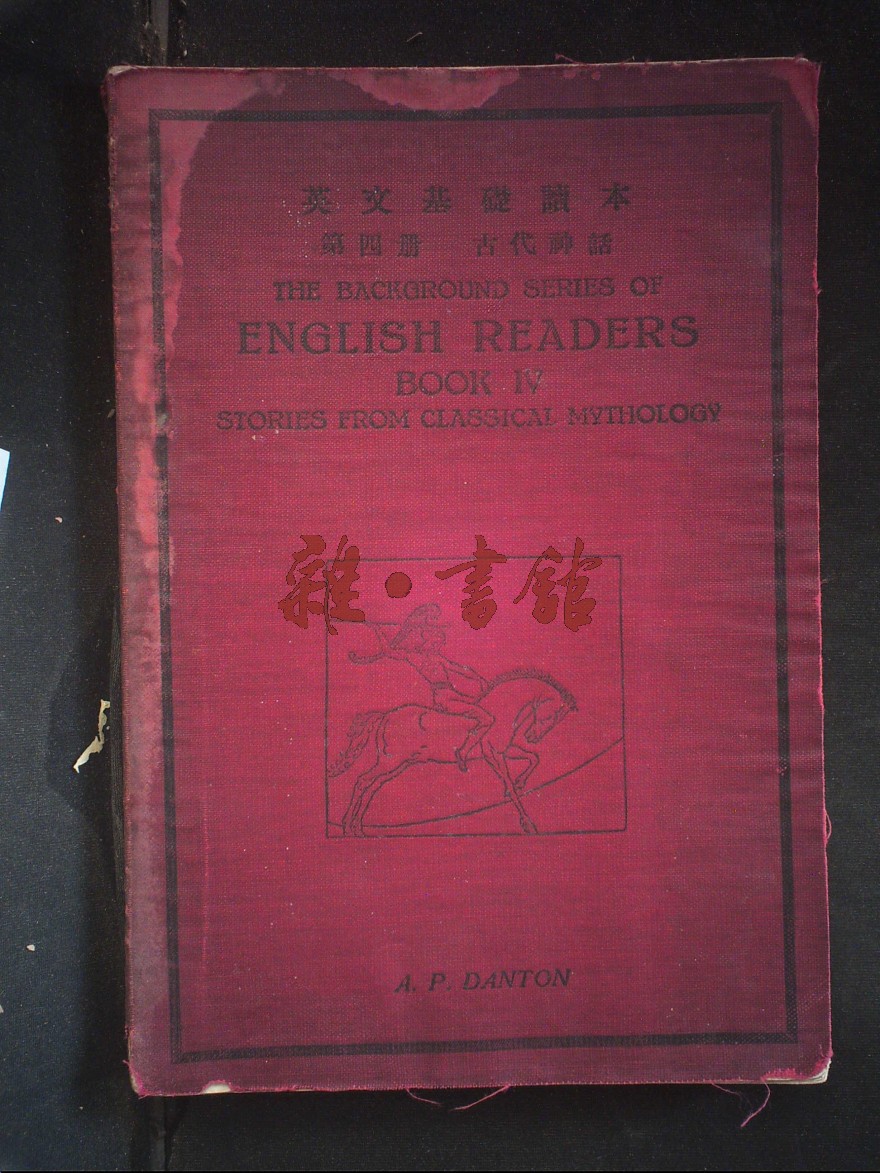 英文基礎讀本
第四册 古代神話
THE BACKGROUND SERIES OF
ENGLISH READERS
BOOK IV
STORIES FROM CLASSICAL MYTHOLOGY
雜·書館
A. P. DANTON